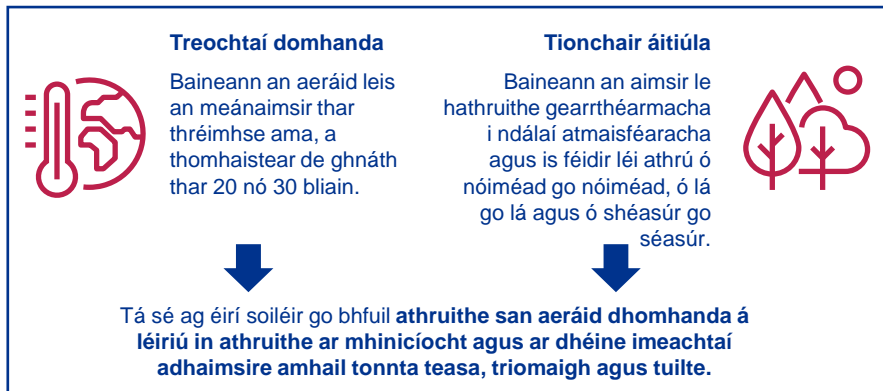 Treochtaí domhanda
Baineann an aeráid leis
an meánaimsir thar
thréimhse ama, a
thomhaistear de ghnáth
thar 20 nó 30 bliain.
Tionchair áitiúla
Baineann an aimsir le
hathruithe gearrthéarmacha
i ndálaí atmaisféaracha
agus is féidir léi athrú ó
nóiméad go nóiméad, ó lá
go lá agus ó shéasúr go
séasúr.
Tá sé ag éirí soiléir go bhfuil athruithe san aeráid dhomhanda á
léiriú in athruithe ar mhinicíocht agus ar dhéine imeachtaí
adhaimsire amhail tonnta teasa, triomaigh agus tuilte.